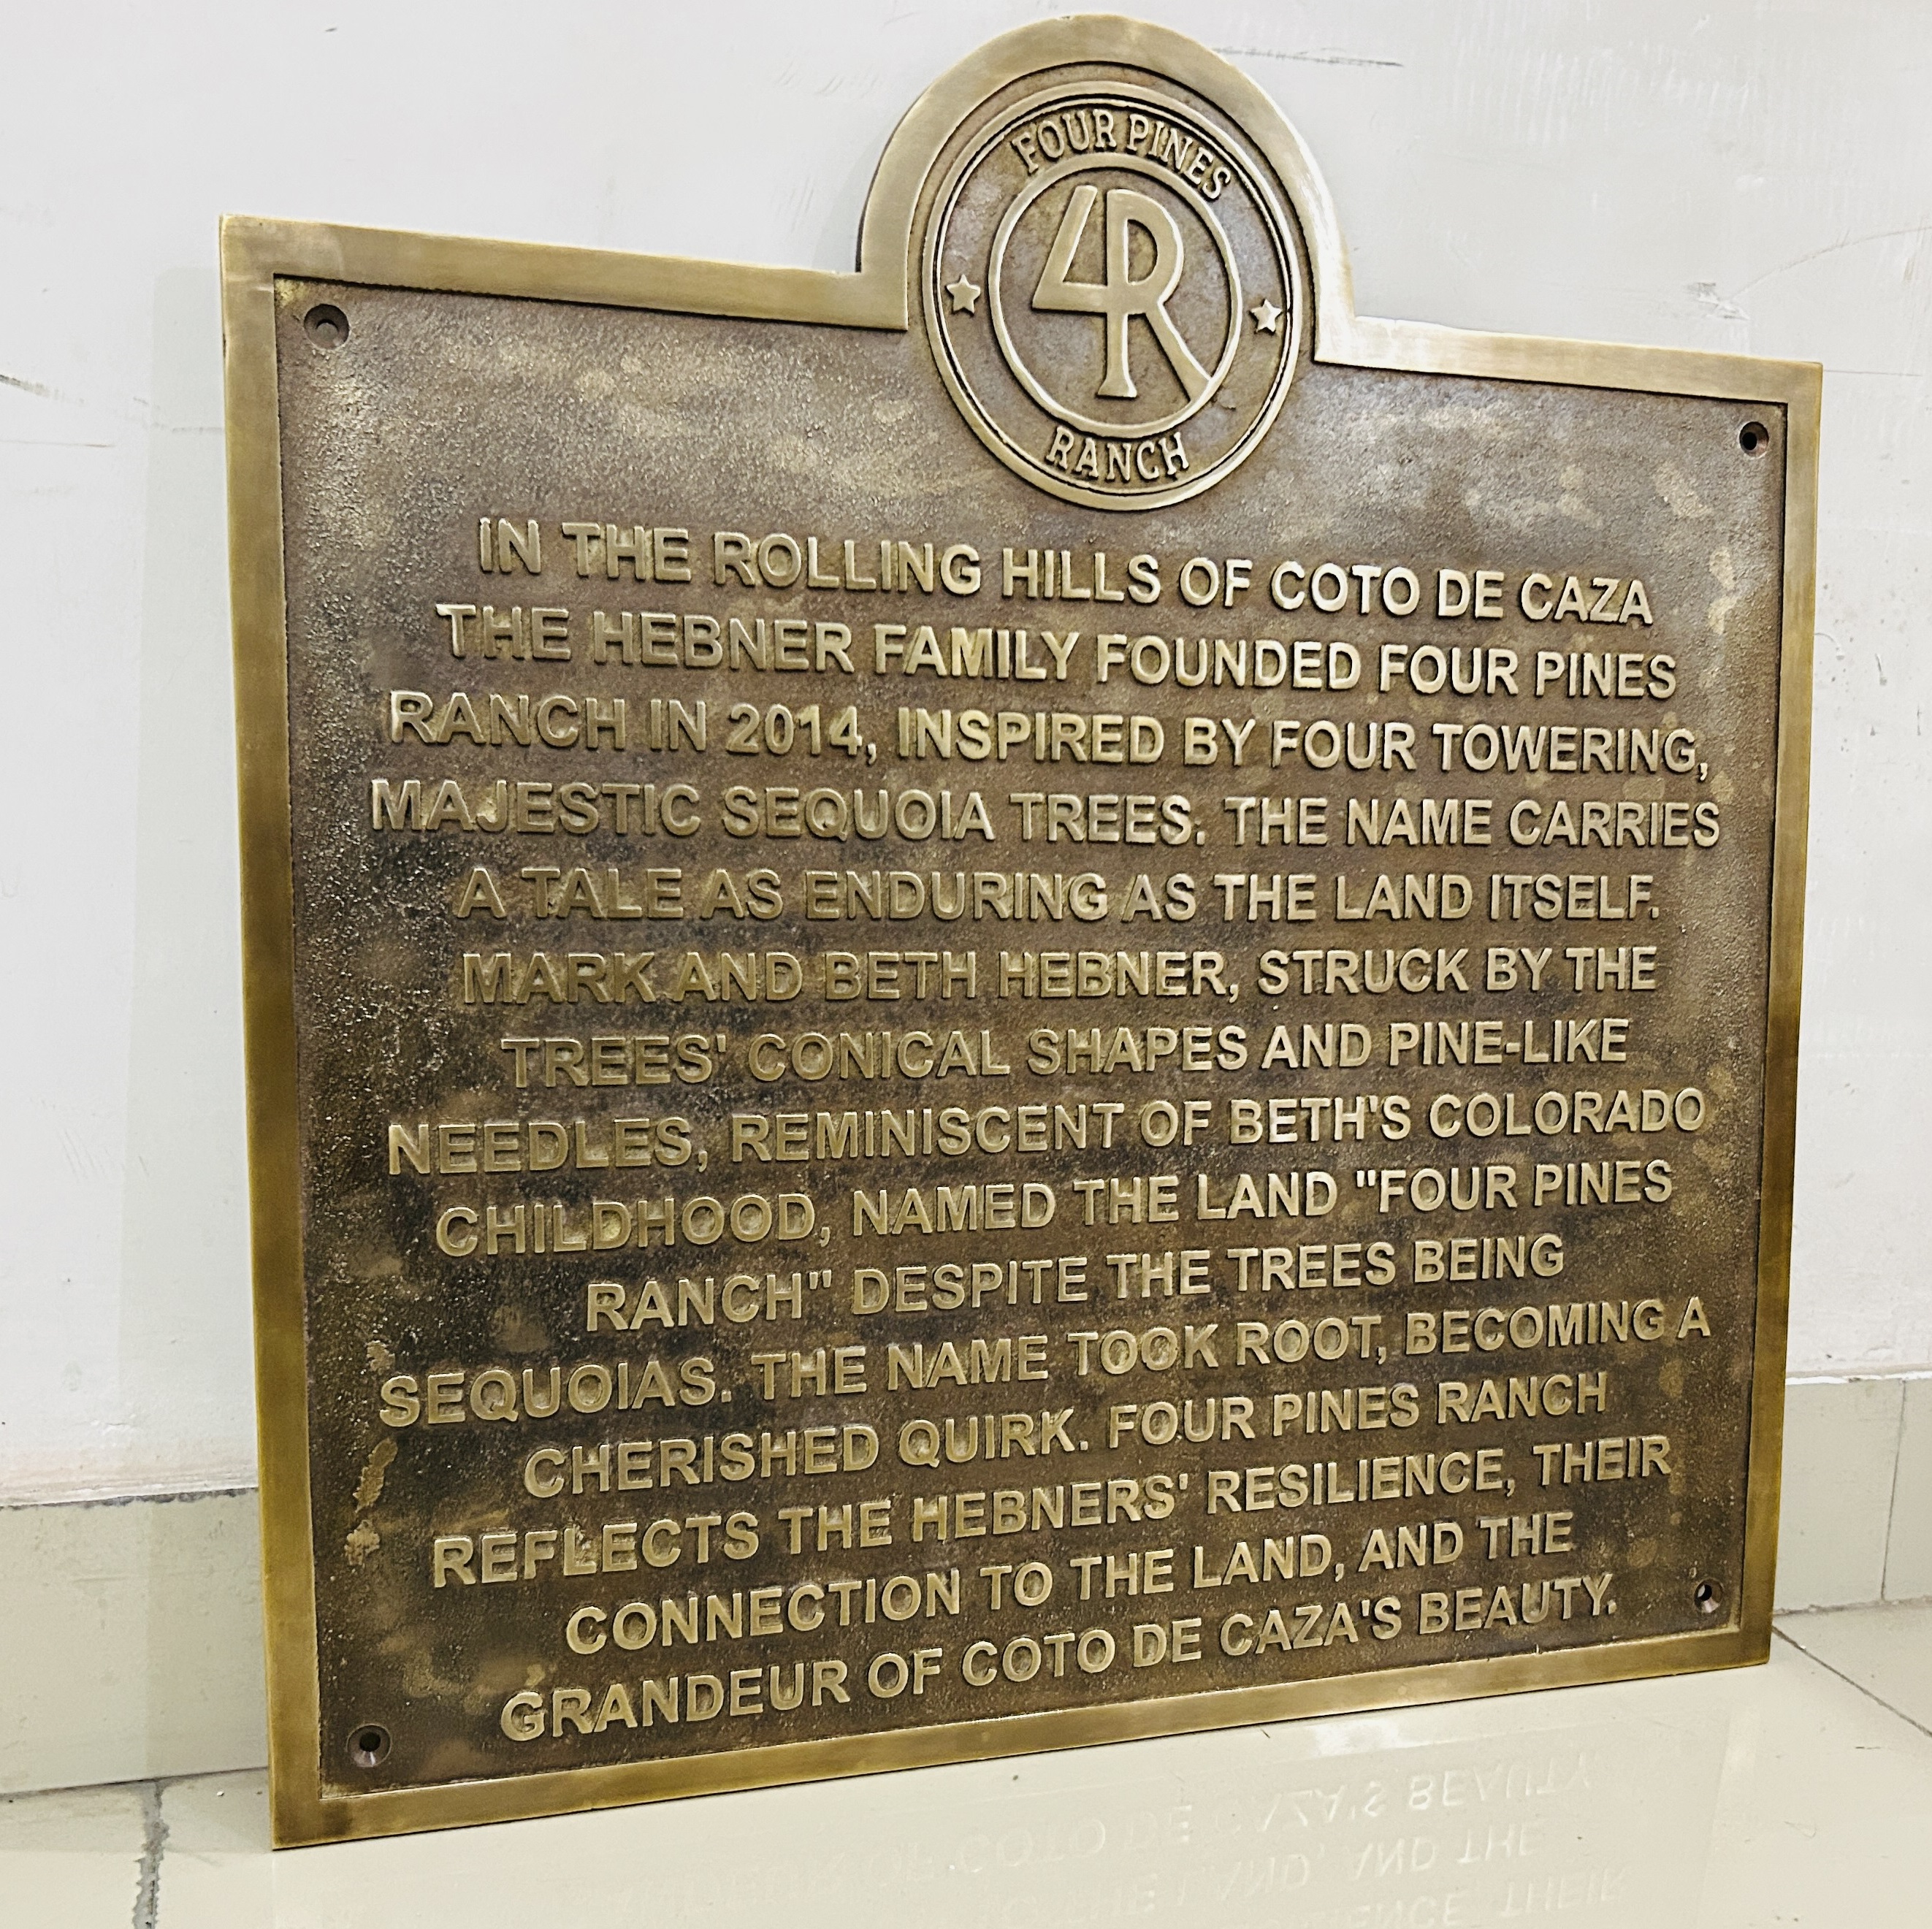 FOUR PINES
4R
RANCH
IN THE ROLLING HILLS OF COTO DE CAZA
THE HEBNER FAMILY FOUNDED FOUR PINES
RANCH IN 2014, INSPIRED BY FOUR TOWERING,
MAJESTIC SEQUOIA TREES. THE NAME CARRIES
A TALE AS ENDURING AS THE LAND ITSELF.
MARK AND BETH HEBNER, STRUCK BY THE
TREES' CONICAL SHAPES AND PINE-LIKE
NEEDLES, REMINISCENT OF BETH'S COLORADO
CHILDHOOD, NAMED THE LAND "FOUR PINES
RANCH" DESPITE THE TREES BEING
SEQUOIAS. THE NAME TOOK ROOT, BECOMING A
CHERISHED QUIRK. FOUR PINES RANCH
REFLECTS THE HEBNERS' RESILIENCE, THEIR
CONNECTION TO THE LAND, AND THE
GRANDEUR OF COTO DE CAZA'S BEAUTY.